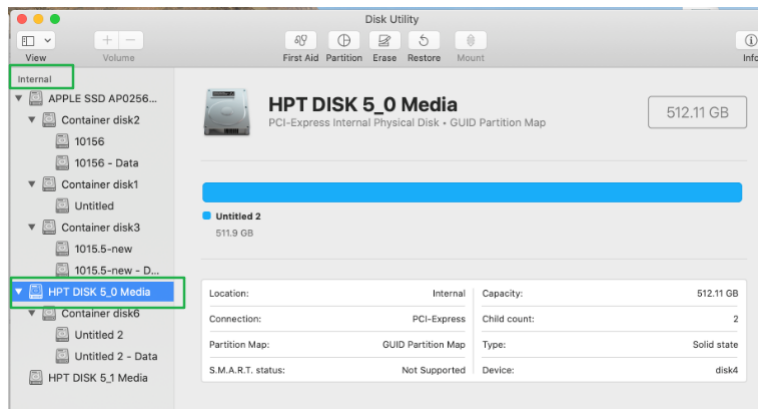 Disk Utility
View
Volume
First Aid Partition Erase Restore Mount
Info
Internal
APPLE SSD AP0256...
Container disk2
10156
10156 - Data
Container disk1
Untitled
Container disk3
1015.5-new
1015.5-new - D...
HPT DISK 5_0 Media
Container disk6
Untitled 2
Untitled 2 - Data
HPT DISK 5_1 Media
HPT DISK 5_0 Media
PCI-Express Internal Physical Disk • GUID Partition Map
512.11 GB
Untitled 2
511.9 GB
Location: Internal Capacity: 512.11 GB
Connection: PCI-Express Child count: 2
Partition Map: GUID Partition Map Type: Solid state
S.M.A.R.T. status: Not Supported Device: disk4